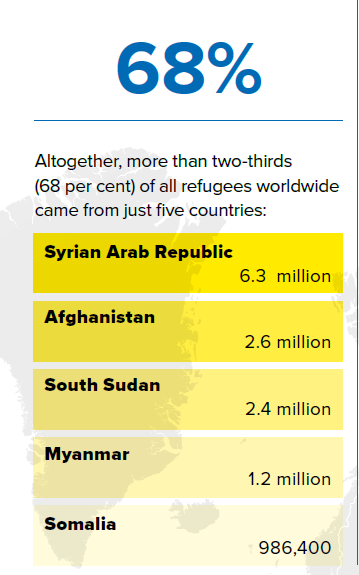 68%
Altogether, more than two-thirds
(68 per cent) of all refugees worldwide
came from just five countries:
Syrian Arab Republic
6.3 million
Afghanistan
2.6 million
South Sudan
2.4 million
Myanmar
1.2 million
Somalia
986,400